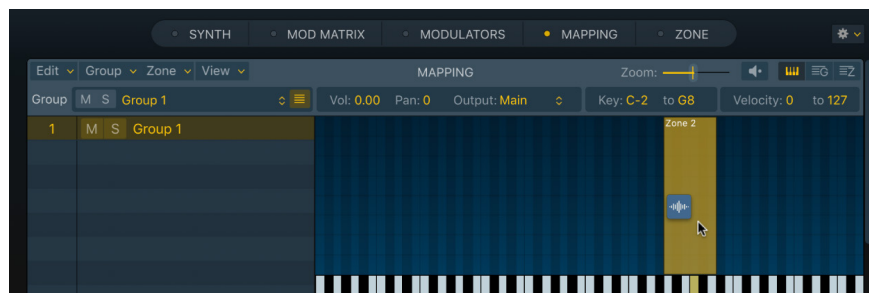 SYNTH MOD MATRIX MODULATORS MAPPING ZONE
Edit Group Zone View MAPPING Zoom: G Z
Group M S Group 1 Vol: 0.00 Pan: 0 Output: Main Key: C-2 to G8 Velocity: 0 to 127
1 M S Group 1 Zone 2